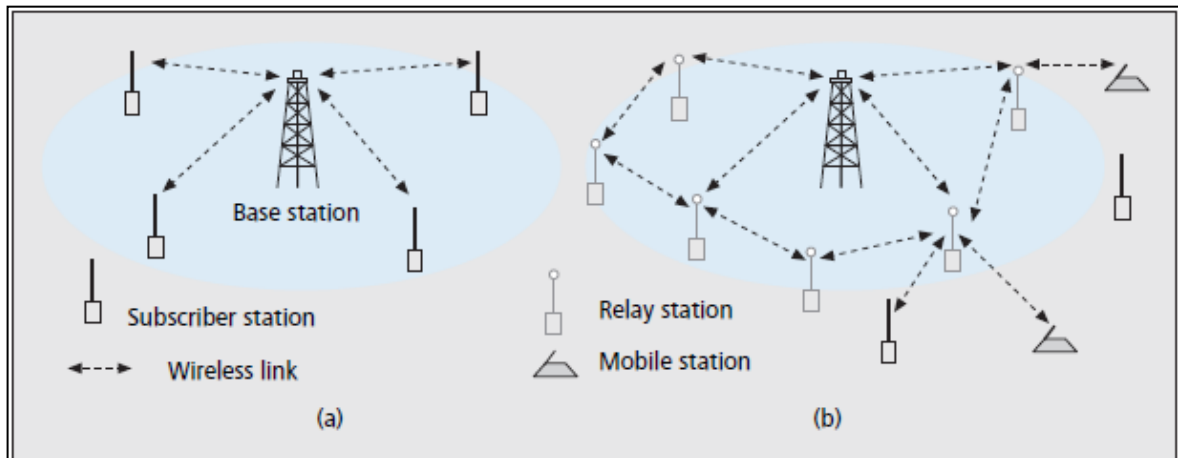 Base station
Subscriber station
Wireless link
(a)
Relay station
Mobile station
(b)